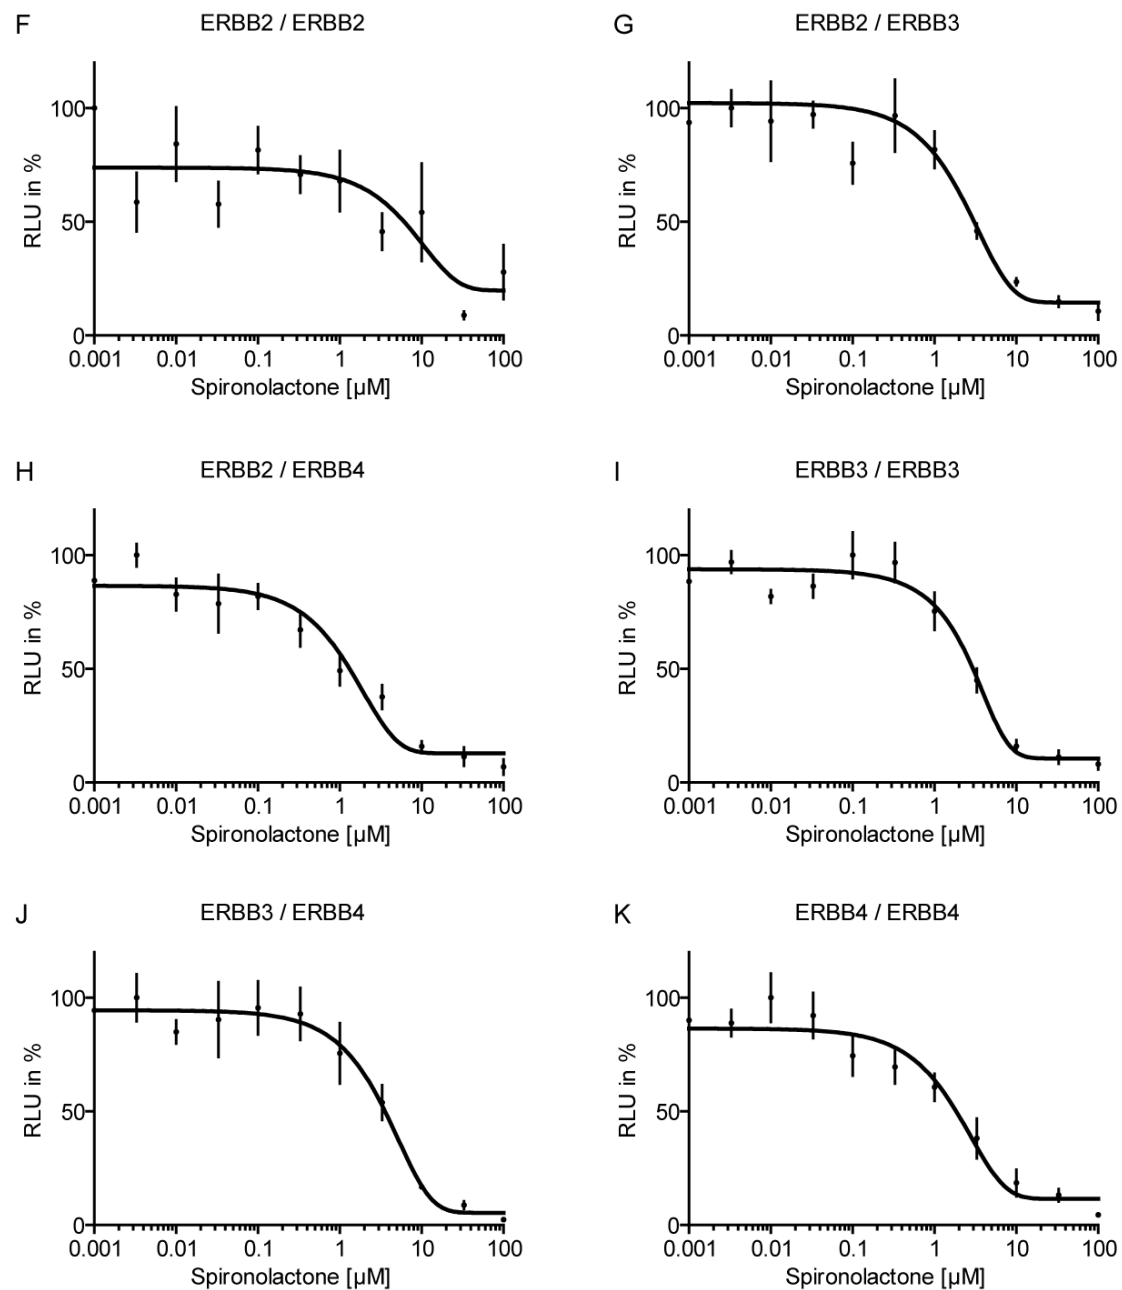 F
ERBB2 / ERBB2
RLU in %
100
50
0
0.001 0.01 0.1 1 10 100
Spironolactone [µM]
G
ERBB2 / ERBB3
RLU in %
100
50
0
0.001 0.01 0.1 1 10 100
Spironolactone [µM]
H
ERBB2 / ERBB4
RLU in %
100
50
0
0.001 0.01 0.1 1 10 100
Spironolactone [µM]
I
ERBB3 / ERBB3
RLU in %
100
50
0
0.001 0.01 0.1 1 10 100
Spironolactone [µM]
J
ERBB3 / ERBB4
RLU in %
100
50
0
0.001 0.01 0.1 1 10 100
Spironolactone [µM]
K
ERBB4 / ERBB4
RLU in %
100
50
0
0.001 0.01 0.1 1 10 100
Spironolactone [µM]